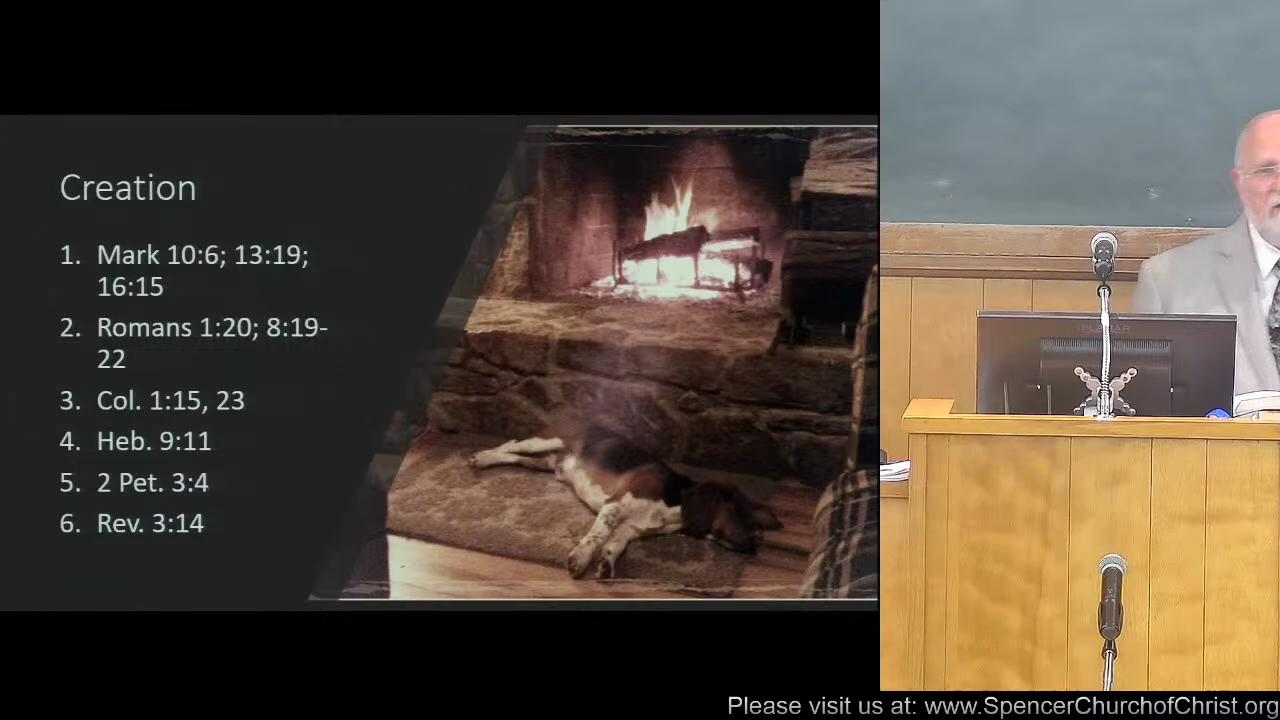 Creation
1. Mark 10:6; 13:19;
16:15
2. Romans 1:20; 8:19-
22
3. Col. 1:15, 23
4. Heb. 9:11
5. 2 Pet. 3:4
6. Rev. 3:14
PLANAR
Please visit us at: www.SpencerChurchofChrist.org